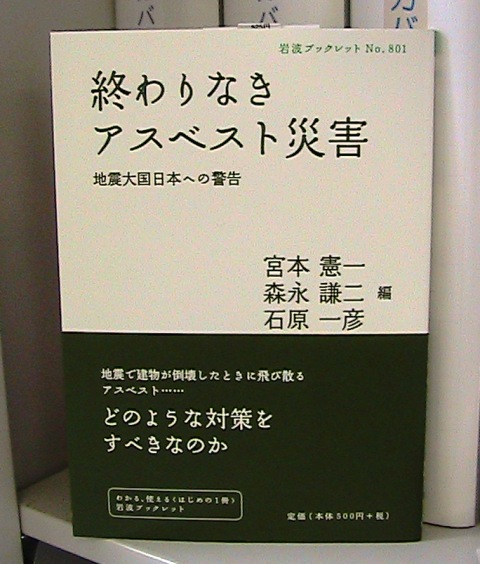 岩波ブックレット No. 801
終わりなき
アスベスト災害
地震大国日本への警告
宮本 憲一
森永 謙二 編
石原 一彦
地震で建物が倒壊したときに飛び散る
アスベスト……
どのような対策を
すべきなのか
わかる、使える〈はじめの1冊〉
岩波ブックレット
定価(本体500円+税)